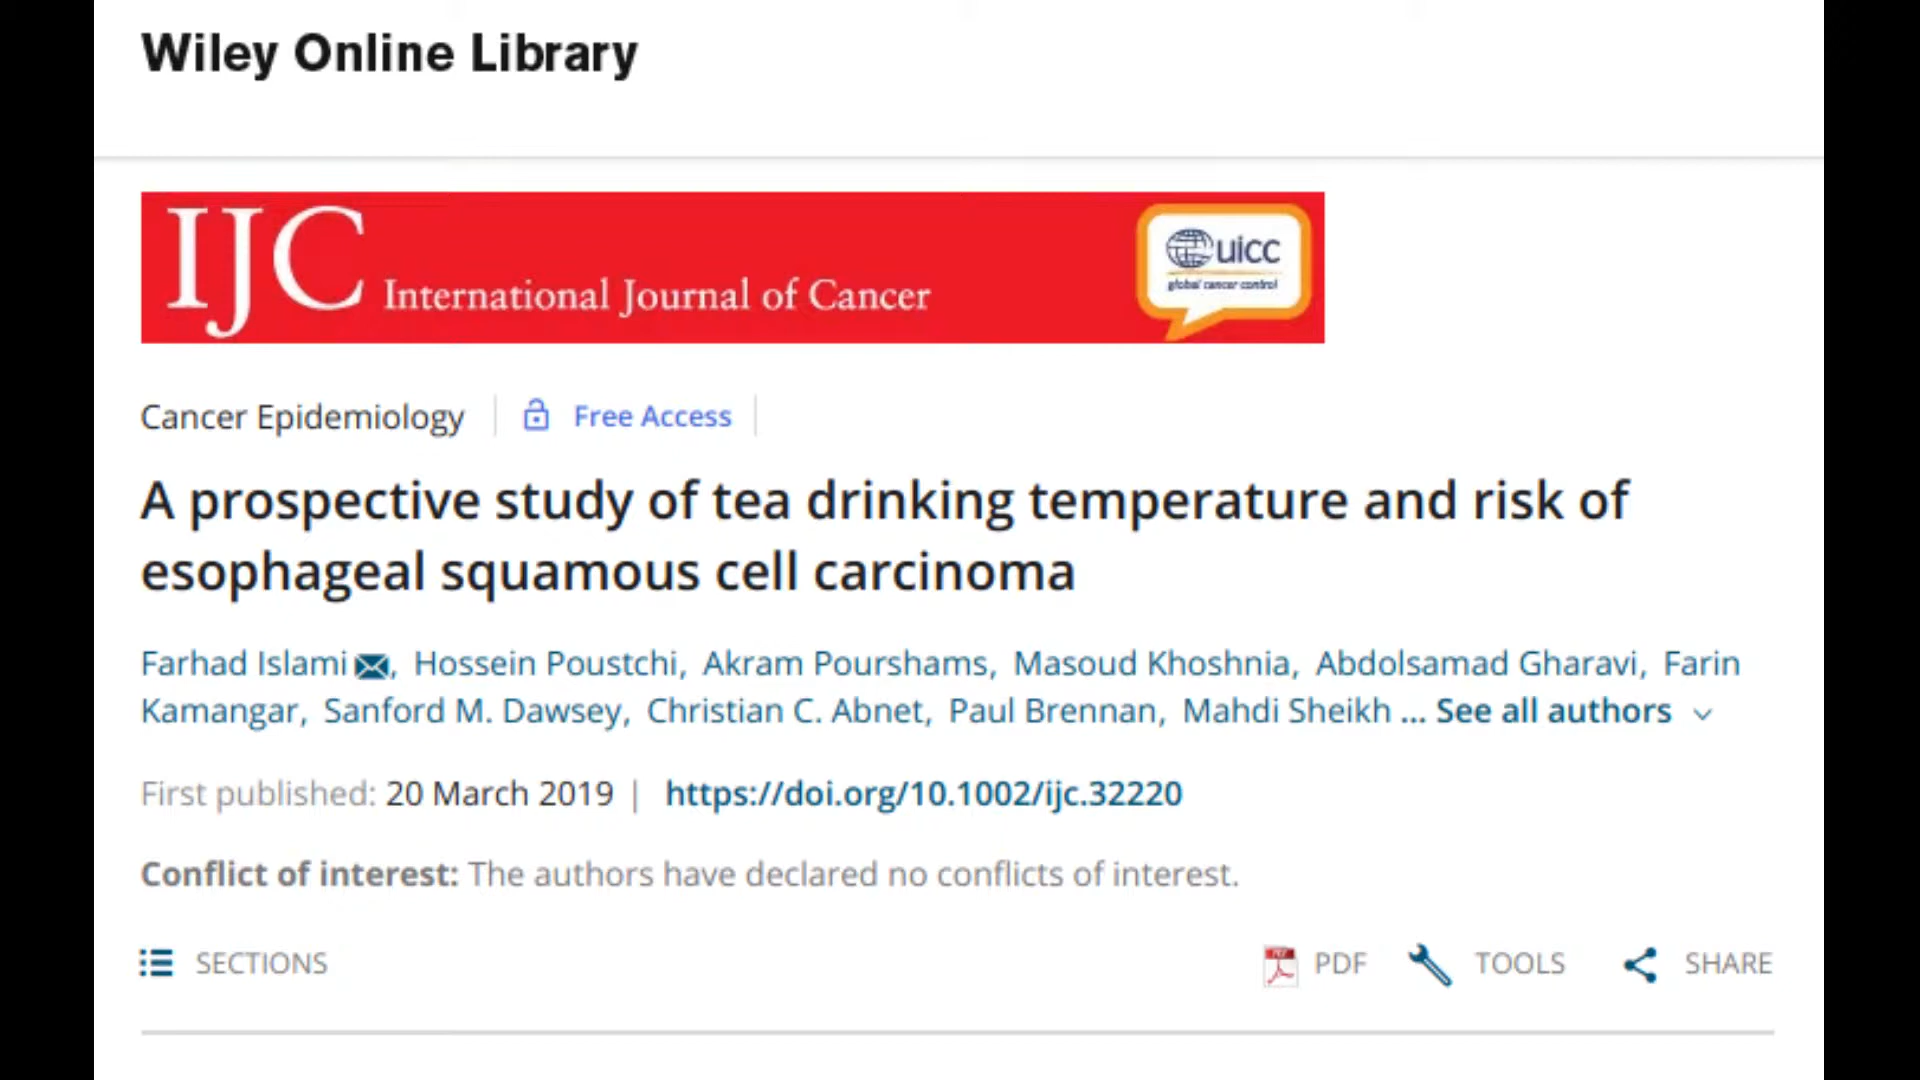 Wiley Online Library
IJC International Journal of Cancer
uicc
global cancer control
Cancer Epidemiology | Free Access |
A prospective study of tea drinking temperature and risk of
esophageal squamous cell carcinoma
Farhad Islami, Hossein Poustchi, Akram Pourshams, Masoud Khoshnia, Abdolsamad Gharavi, Farin
Kamangar, Sanford M. Dawsey, Christian C. Abnet, Paul Brennan, Mahdi Sheikh ... See all authors
First published: 20 March 2019 | https://doi.org/10.1002/ijc.32220
Conflict of interest: The authors have declared no conflicts of interest.
SECTIONS PDF TOOLS SHARE